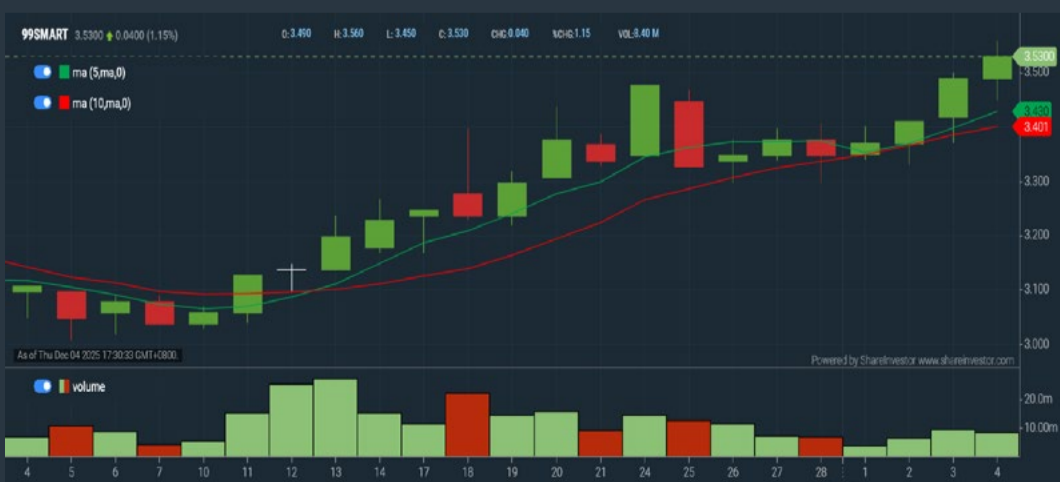 99SMART 3.5300 0.0400 (1.15%) O:3.490 H:3.560 L:3.450 C:3.530 CHG:0.040 %CHG:1.15 VOL:8.40 M
ma (5,ma,0)
ma (10,ma,0)
3.5300
3.500
3.430
3.401
3.300
3.200
3.100
3.000
As of Thu Dec 04 2025 17:30:33 GMT+0800.
Powered by ShareInvestor www.shareinvestor.com
volume
20.0m
10.00m
4 5 6 7 10 11 12 13 14 17 18 19 20 21 24 25 26 27 28 1 2 3 4